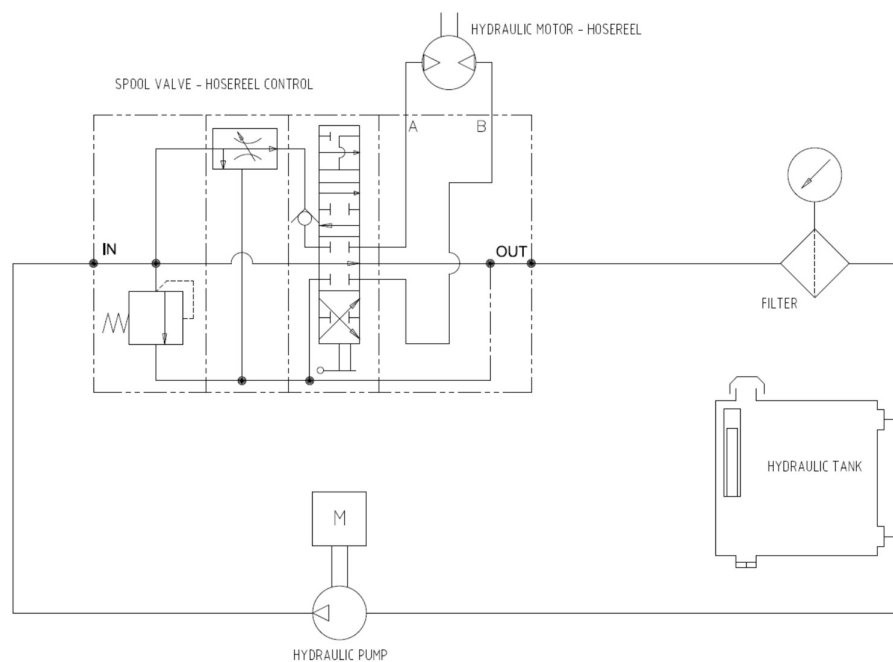 HYDRAULIC MOTOR - HOSEREEL
SPOOL VALVE - HOSEREEL CONTROL
A
B
IN
OUT
FILTER
HYDRAULIC TANK
M
HYDRAULIC PUMP